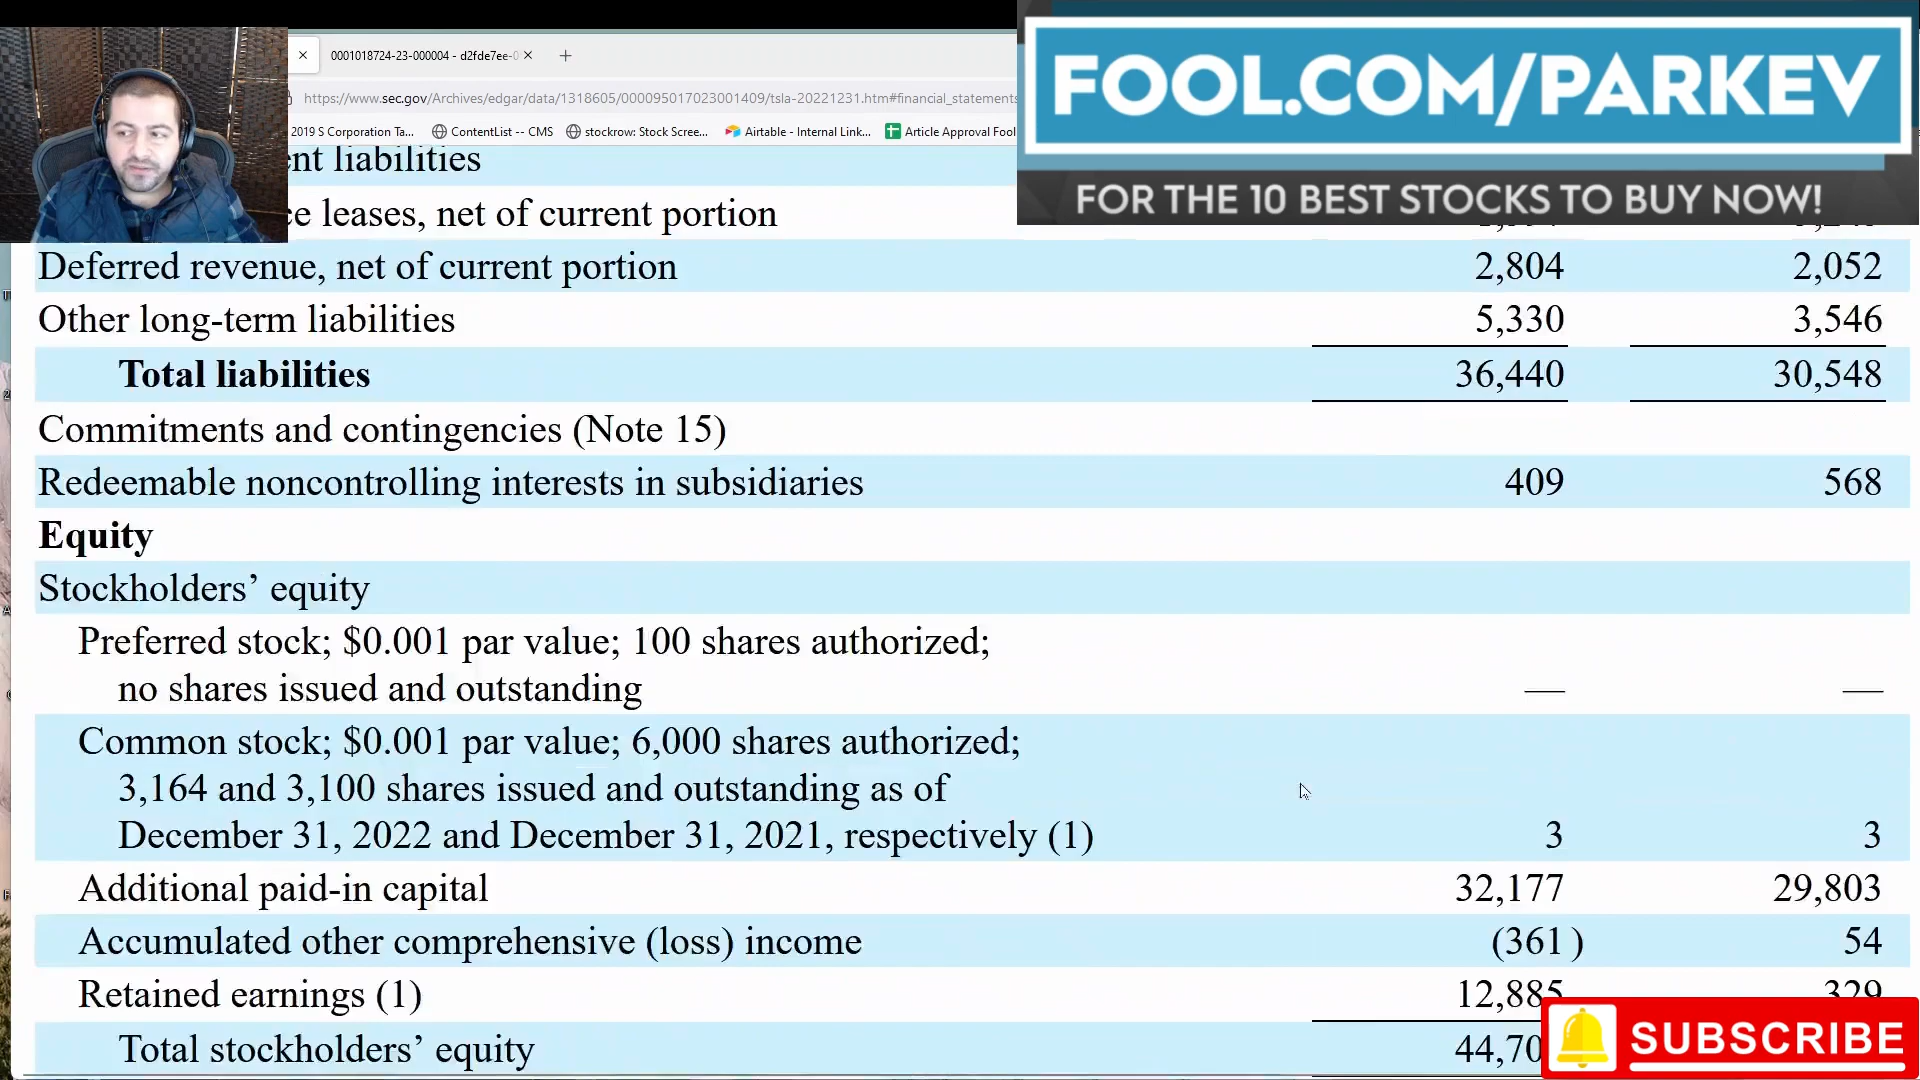 0001018724-23-000004 - d2fde7ee-0
https://www.sec.gov/Archives/edgar/data/1318605/000095017023001409/tsla-20221231.htm#financial_statements
2019 S Corporation Ta... ContentList -- CMS stockrow: Stock Scree... Airtable - Internal Link... Article Approval Fool
FOOL.COM/PARKEV
FOR THE 10 BEST STOCKS TO BUY NOW!
ent liabilities
ce leases, net of current portion
Deferred revenue, net of current portion 2,804 2,052
Other long-term liabilities 5,330 3,546
Total liabilities 36,440 30,548
Commitments and contingencies (Note 15)
Redeemable noncontrolling interests in subsidiaries 409 568
Equity
Stockholders’ equity
Preferred stock; $0.001 par value; 100 shares authorized;
no shares issued and outstanding — —
Common stock; $0.001 par value; 6,000 shares authorized;
3,164 and 3,100 shares issued and outstanding as of
December 31, 2022 and December 31, 2021, respectively (1) 3 3
Additional paid-in capital 32,177 29,803
Accumulated other comprehensive (loss) income (361) 54
Retained earnings (1) 12,885 329
Total stockholders’ equity 44,70
SUBSCRIBE